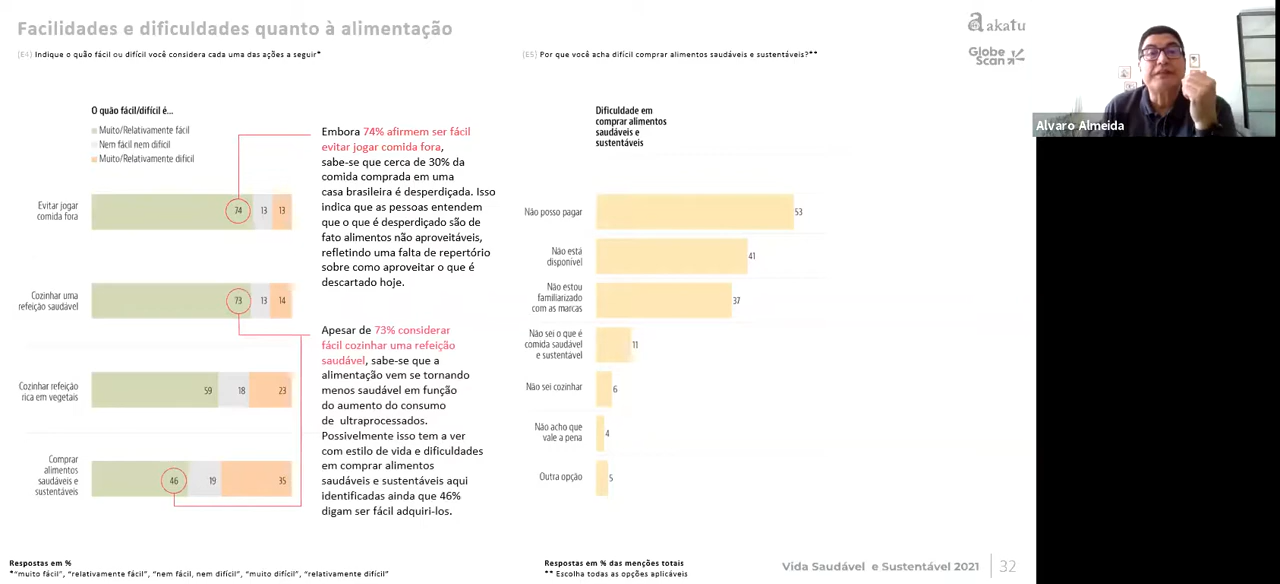 Facilidades e dificuldades quanto à alimentação
(E4) Indique o quão fácil ou difícil você considera cada uma das ações a seguir*
O quão fácil/difícil é...
Muito/Relativamente fácil
Nem fácil nem difícil
Muito/Relativamente difícil
Evitar jogar
comida fora
74 13 13
Cozinhar uma
refeição saudável
73 13 14
Cozinhar refeição
rica em vegetais
59 18 23
Comprar
alimentos
saudáveis e
sustentáveis
46 19 35
Embora 74% afirmem ser fácil
evitar jogar comida fora,
sabe-se que cerca de 30% da
comida comprada em uma
casa brasileira é desperdiçada. Isso
indica que as pessoas entendem
que o que é desperdiçado são de
fato alimentos não aproveitáveis,
refletindo uma falta de repertório
sobre como aproveitar o que é
descartado hoje.
Apesar de 73% considerar
fácil cozinhar uma refeição
saudável, sabe-se que a
alimentação vem se tornando
menos saudável em função
do aumento do consumo
de ultraprocessados.
Possivelmente isso tem a ver
com estilo de vida e dificuldades
em comprar alimentos
saudáveis e sustentáveis aqui
identificadas ainda que 46%
digam ser fácil adquiri-los.
(E5) Por que você acha difícil comprar alimentos saudáveis e sustentáveis?**
Dificuldade em
comprar alimentos
saudáveis e
sustentáveis
Não posso pagar 53
Não está
disponível
41
Não estou
familiarizado
com as marcas
37
Não sei o que é
comida saudável
e sustentável
11
Não sei cozinhar 6
Não acho que
vale a pena
4
Outra opção 5
Respostas em %
*"muito fácil", "relativamente fácil", "nem fácil, nem difícil", "muito difícil", "relativamente difícil"
Respostas em % das menções totais
** Escolha todas as opções aplicáveis
Vida Saudável e Sustentável 2021 32
akatu
Globe
Scan
Alvaro Almeida